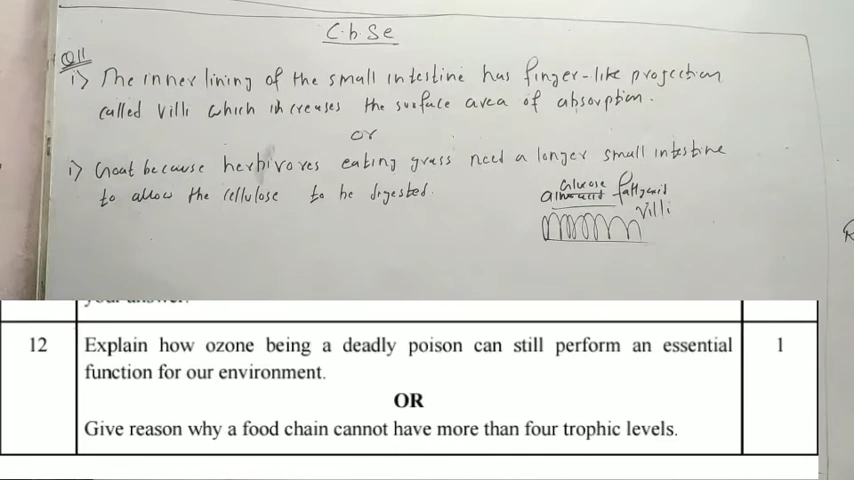 C.b.Se
Q11
i) The inner lining of the small intestine has finger-like projection
called Villi which increases the surface area of absorption.
or
i) Goat because herbivores eating grass need a longer small intestine
to allow the cellulose to be digested.
Glucose
fattyacid
Villi
12 Explain how ozone being a deadly poison can still perform an essential 1
function for our environment.
OR
Give reason why a food chain cannot have more than four trophic levels.